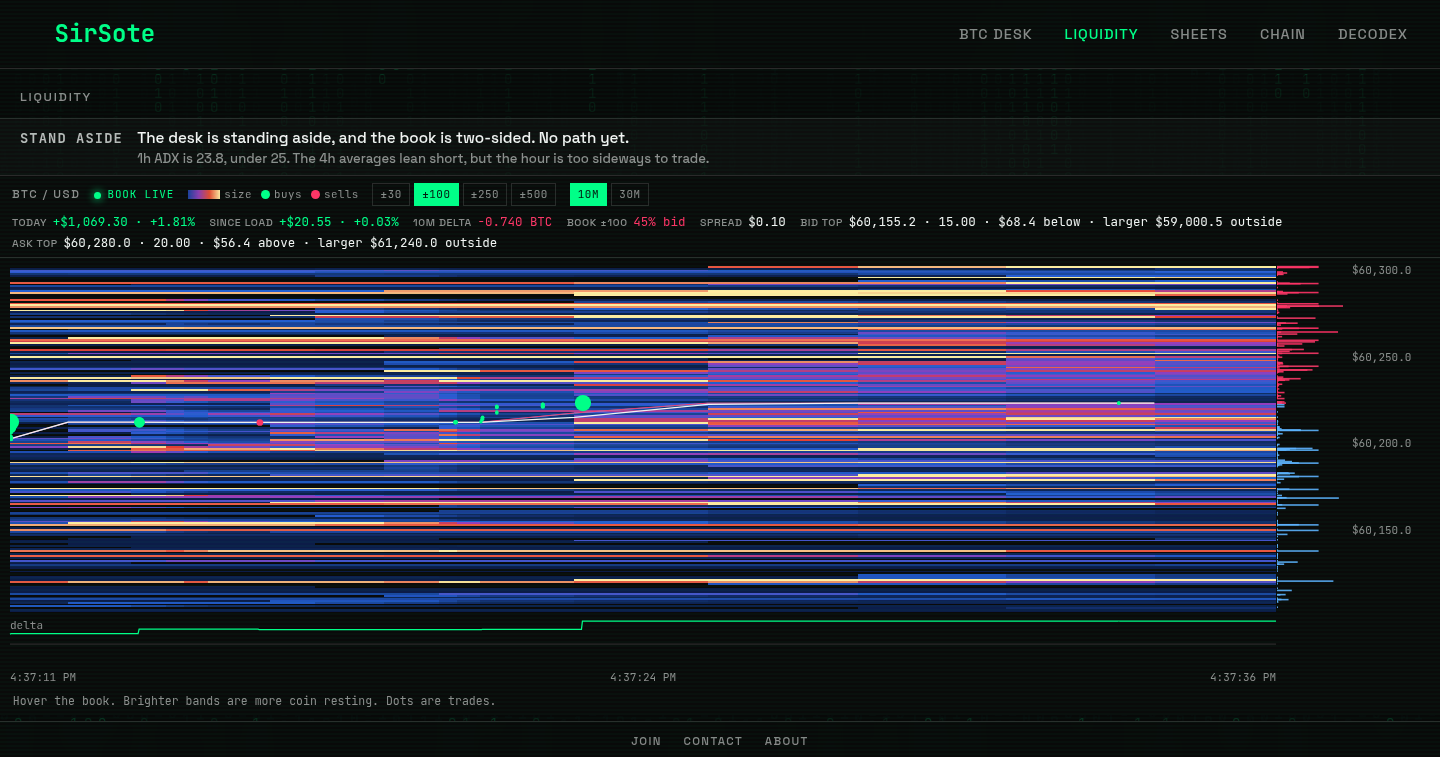 SirSote
BTC DESK LIQUIDITY SHEETS CHAIN DECODEX
LIQUIDITY
STAND ASIDE The desk is standing aside, and the book is two-sided. No path yet.
1h ADX is 23.8, under 25. The 4h averages lean short, but the hour is too sideways to trade.
BTC / USD BOOK LIVE size buys sells ±30 ±100 ±250 ±500 10M 30M
TODAY +$1,069.30 · +1.81% SINCE LOAD +$20.55 · +0.03% 10M DELTA -0.740 BTC BOOK ±100 45% bid SPREAD $0.10 BID TOP $60,155.2 · 15.00 · $68.4 below · larger $59,000.5 outside
ASK TOP $60,280.0 · 20.00 · $56.4 above · larger $61,240.0 outside
$60,300.0
$60,250.0
$60,200.0
$60,150.0
delta
4:37:11 PM 4:37:24 PM 4:37:36 PM
Hover the book. Brighter bands are more coin resting. Dots are trades.
JOIN CONTACT ABOUT